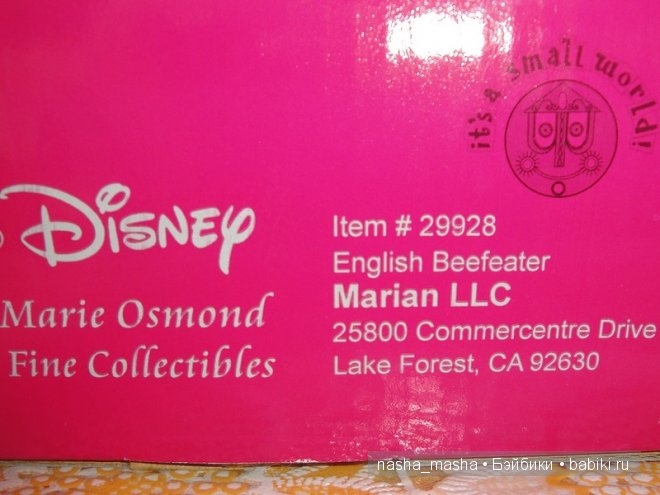 it's a small world!
Disney
Item # 29928
English Beefeater
Marian LLC
25800 Commercentre Drive
Lake Forest, CA 92630
Marie Osmond
Fine Collectibles
nasha_masha • Бэйбики • babiki.ru